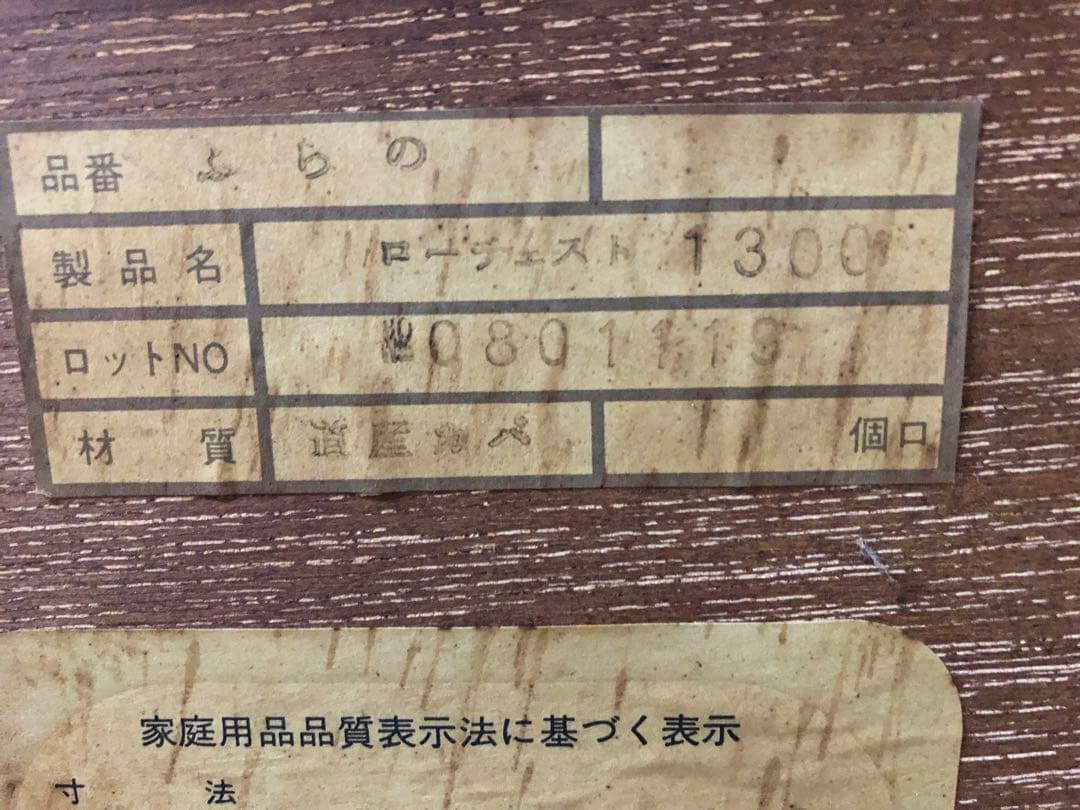 品番 ふらの
製品名 ローチェスト 1300
ロットNO 0801119
材質 道産カバ 個口
家庭用品品質表示法に基づく表示
寸法